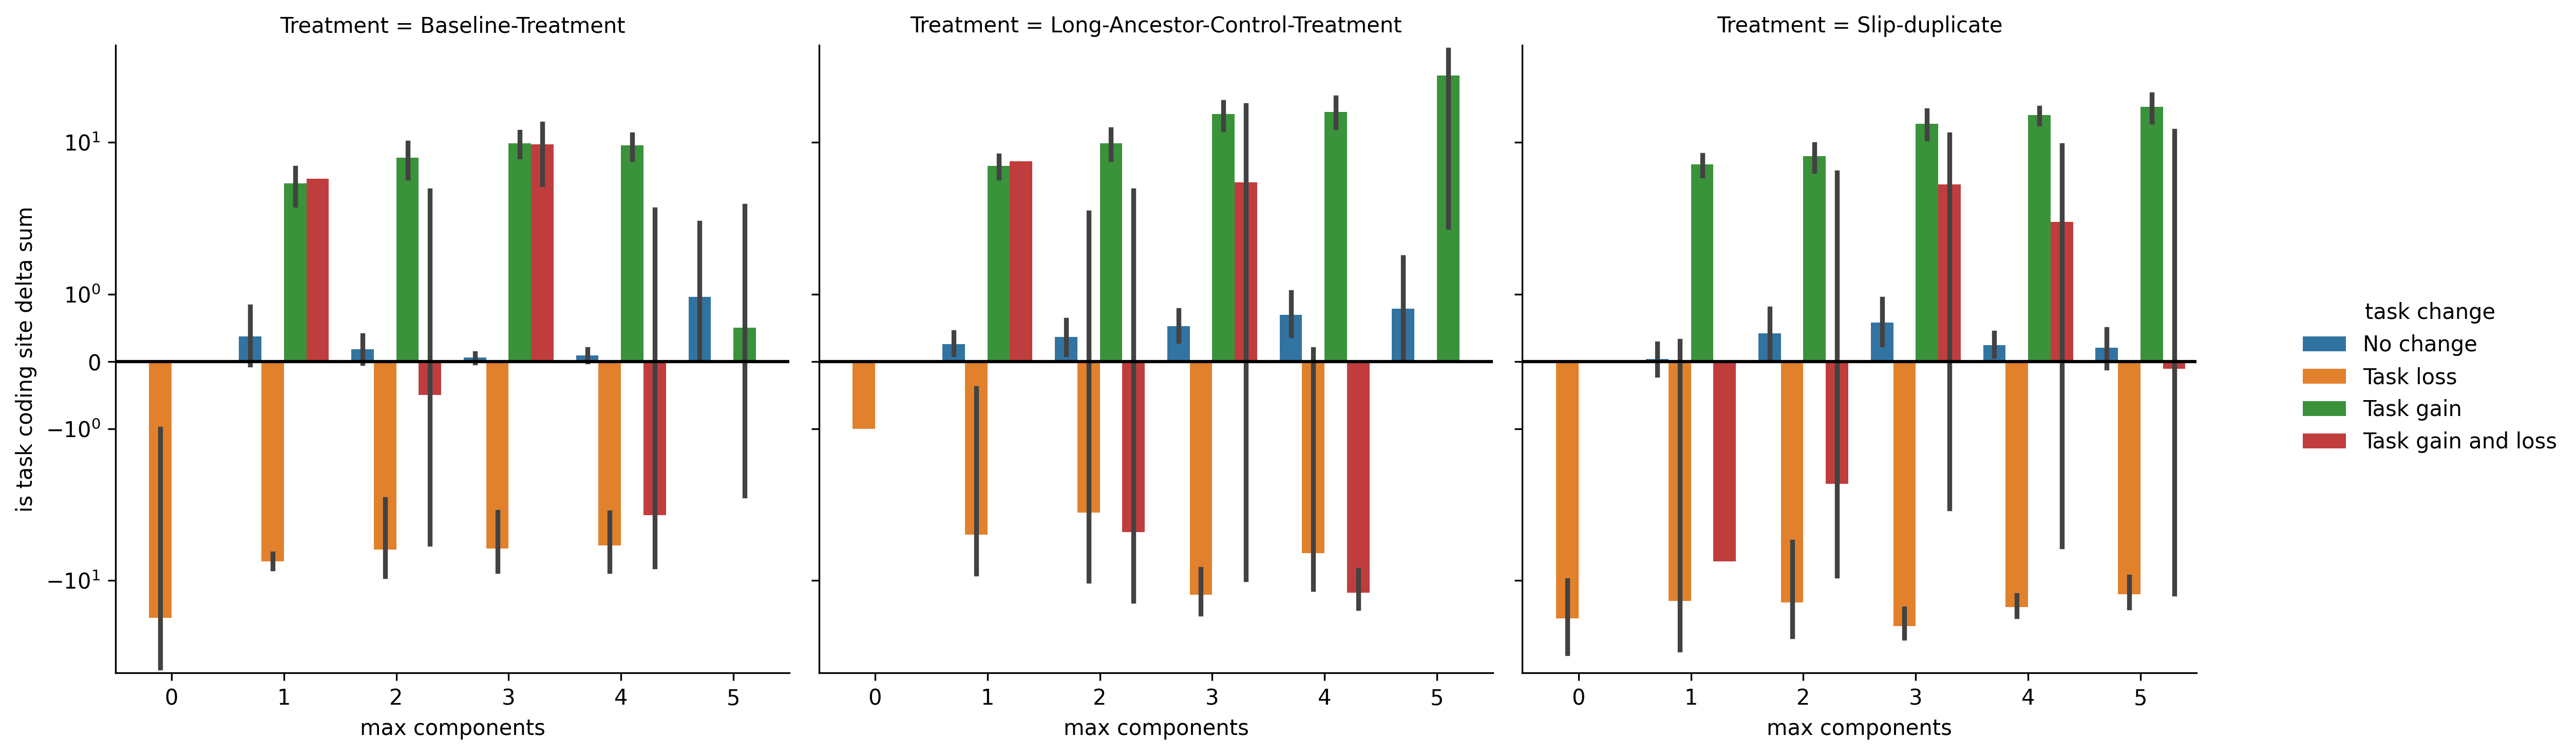 Treatment = Baseline-Treatment
Treatment = Long-Ancestor-Control-Treatment
Treatment = Slip-duplicate
is task coding site delta sum
10¹
10⁰
0
−10⁰
−10¹
0 1 2 3 4 5
0 1 2 3 4 5
0 1 2 3 4 5
max components
max components
max components
task change
No change
Task loss
Task gain
Task gain and loss